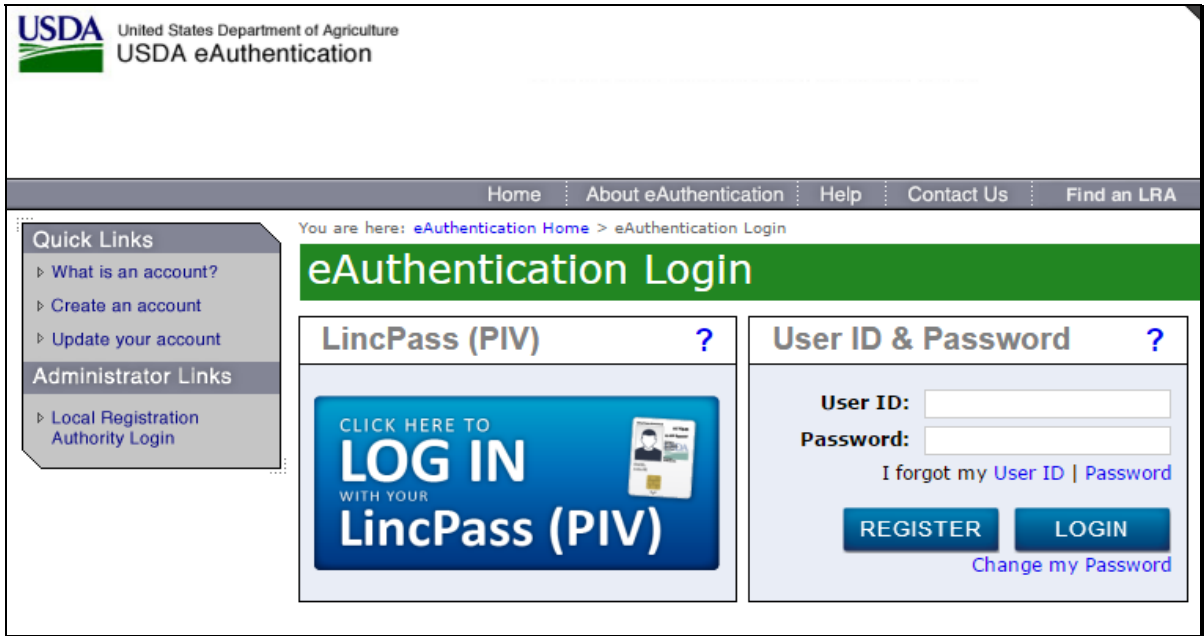 USDA
United States Department of Agriculture
USDA eAuthentication
Home
About eAuthentication
Help
Contact Us
Find an LRA
Quick Links
What is an account?
Create an account
Update your account
Administrator Links
Local Registration
Authority Login
You are here: eAuthentication Home > eAuthentication Login
eAuthentication Login
LincPass (PIV) ?
CLICK HERE TO
LOG IN
WITH YOUR
LincPass (PIV)
User ID & Password ?
User ID:
Password:
I forgot my User ID | Password
REGISTER
LOGIN
Change my Password